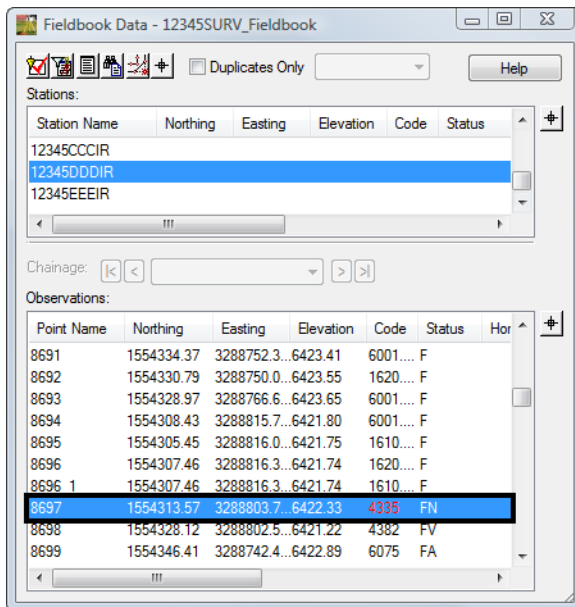 Fieldbook Data - 12345SURV_Fieldbook
Duplicates Only Help
Stations:
Station Name Northing Easting Elevation Code Status
12345CCCIR
12345DDDIR
12345EEEIR
Chainage:
Observations:
Point Name Northing Easting Elevation Code Status Hor
8691 1554334.37 3288752.3...6423.41 6001.... F
8692 1554330.79 3288750.0...6423.55 1620.... F
8693 1554328.97 3288766.6...6423.65 6001.... F
8694 1554308.43 3288815.7...6421.80 6001.... F
8695 1554305.45 3288816.0...6421.75 1610.... F
8696 1554307.46 3288816.3...6421.74 1620.... F
8696_1 1554307.46 3288816.3...6421.74 1610.... F
8697 1554313.57 3288803.7...6422.33 4335 FN
8698 1554328.12 3288802.5...6421.22 4382 FV
8699 1554346.41 3288742.4...6422.89 6075 FA